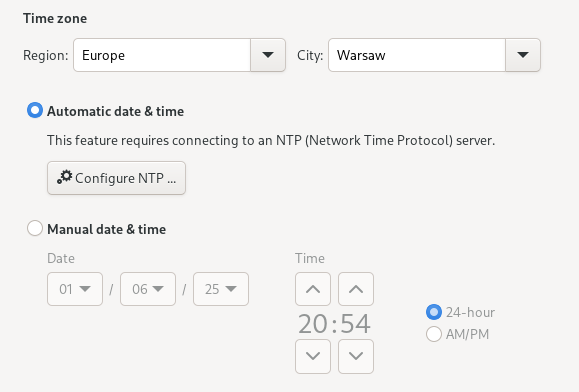 Time zone
Region: Europe City: Warsaw
Automatic date & time
This feature requires connecting to an NTP (Network Time Protocol) server.
Configure NTP ...
Manual date & time
Date Time
01 / 06 / 25
20:54
24-hour
AM/PM